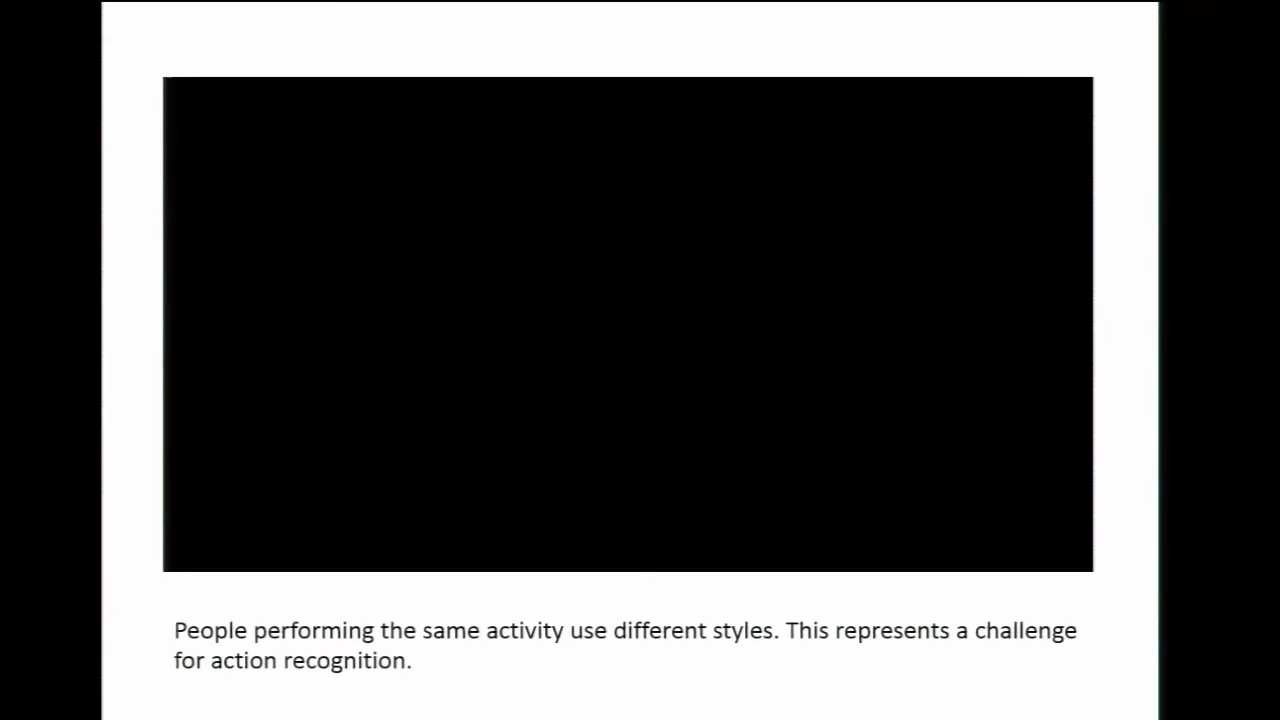 People performing the same activity use different styles. This represents a challenge
for action recognition.